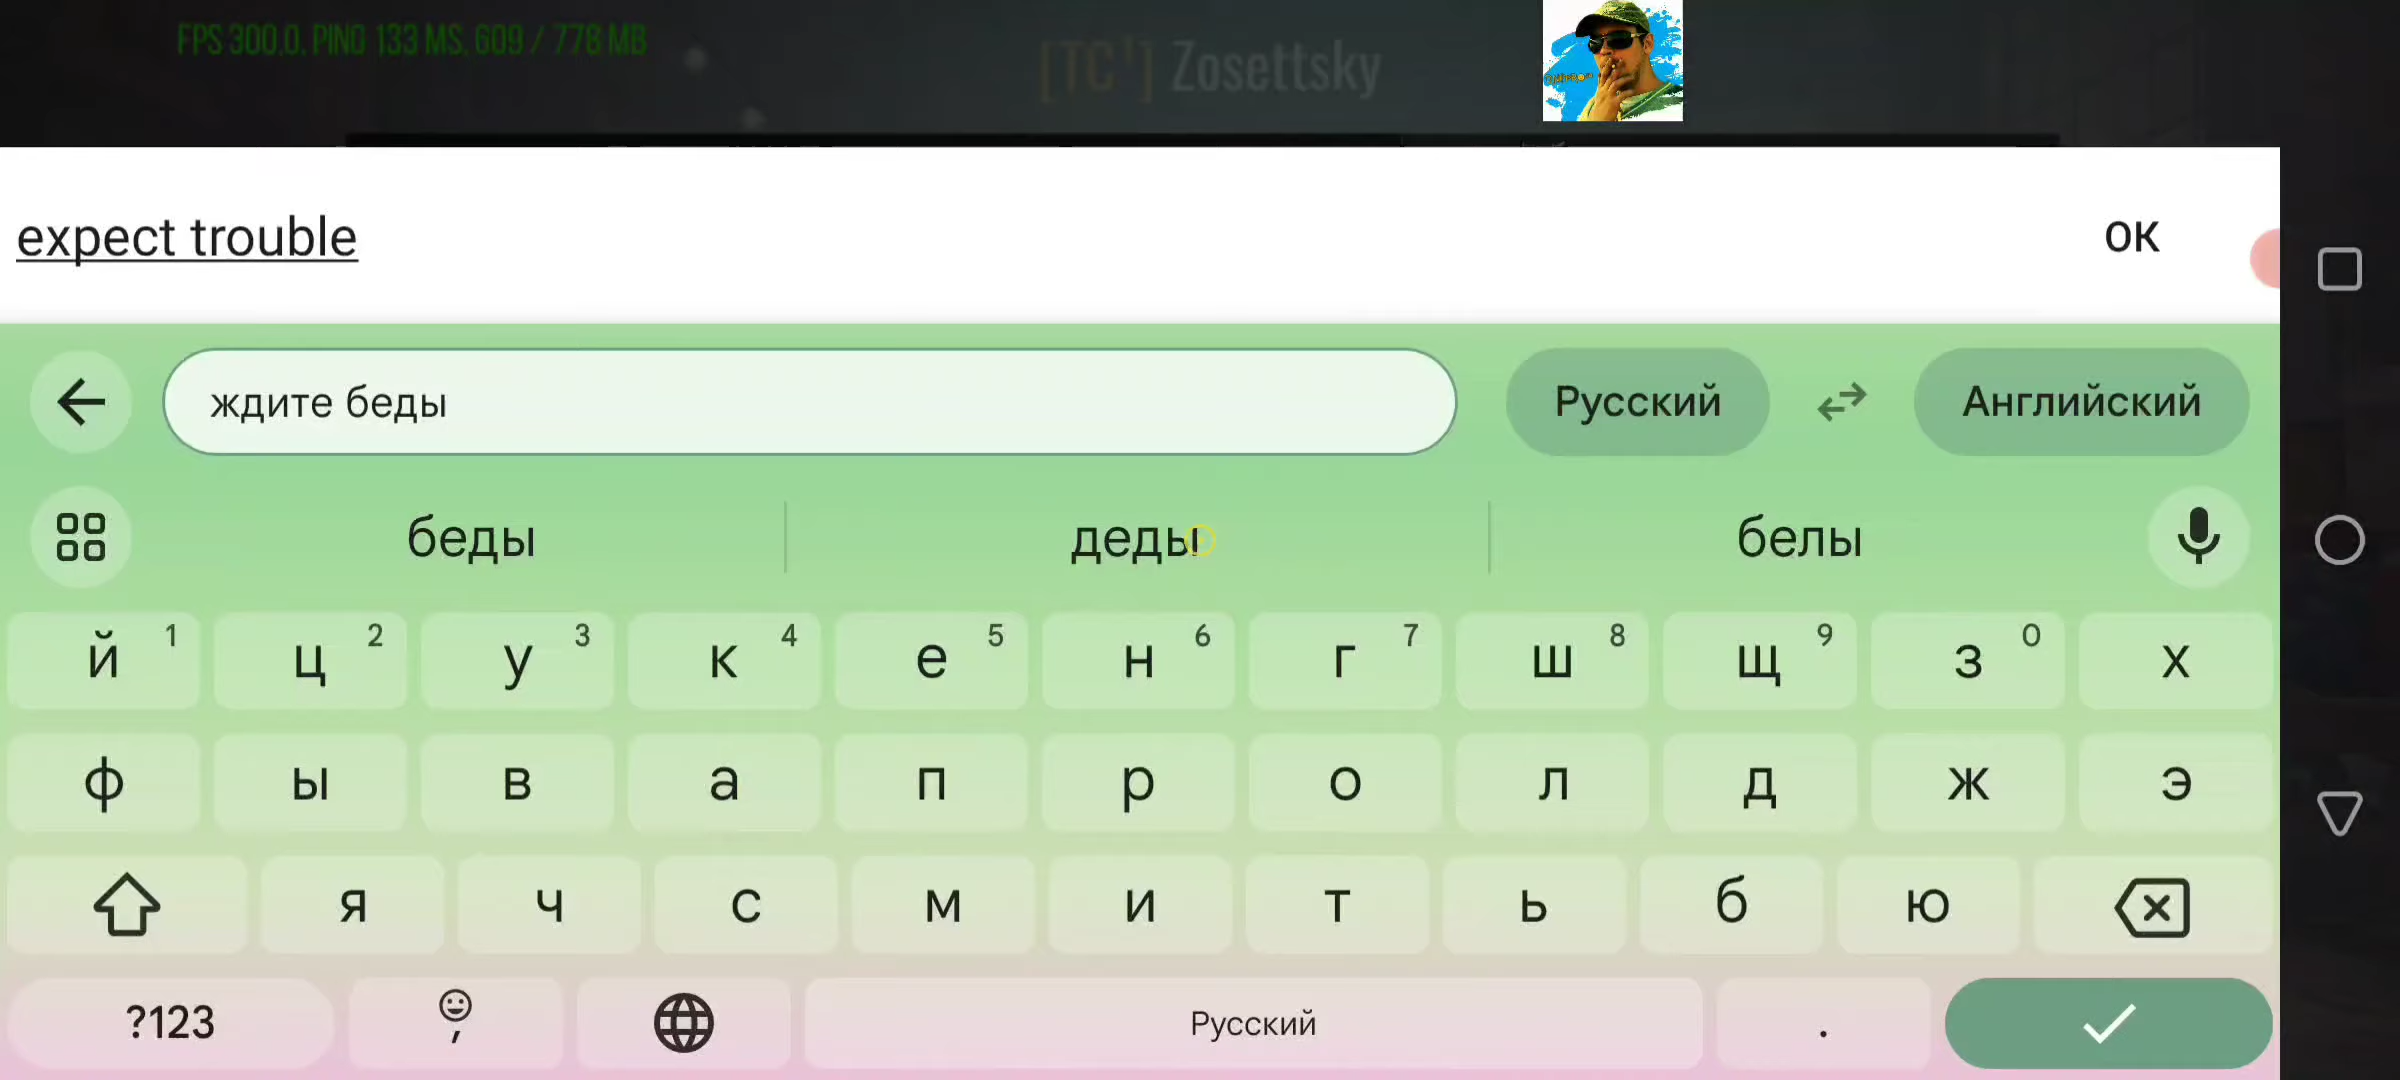 FPS 300,0, PING 133 MS, 609 / 778 MB
Zosettsky
expect trouble
OK
ждите беды
Русский
Английский
беды деды белы
й 1 ц 2 у 3 к 4 е 5 н 6 г 7 ш 8 щ 9 з 0 х
ф ы в а п р о л д ж э
я ч с м и т ь б ю
?123 , Русский .